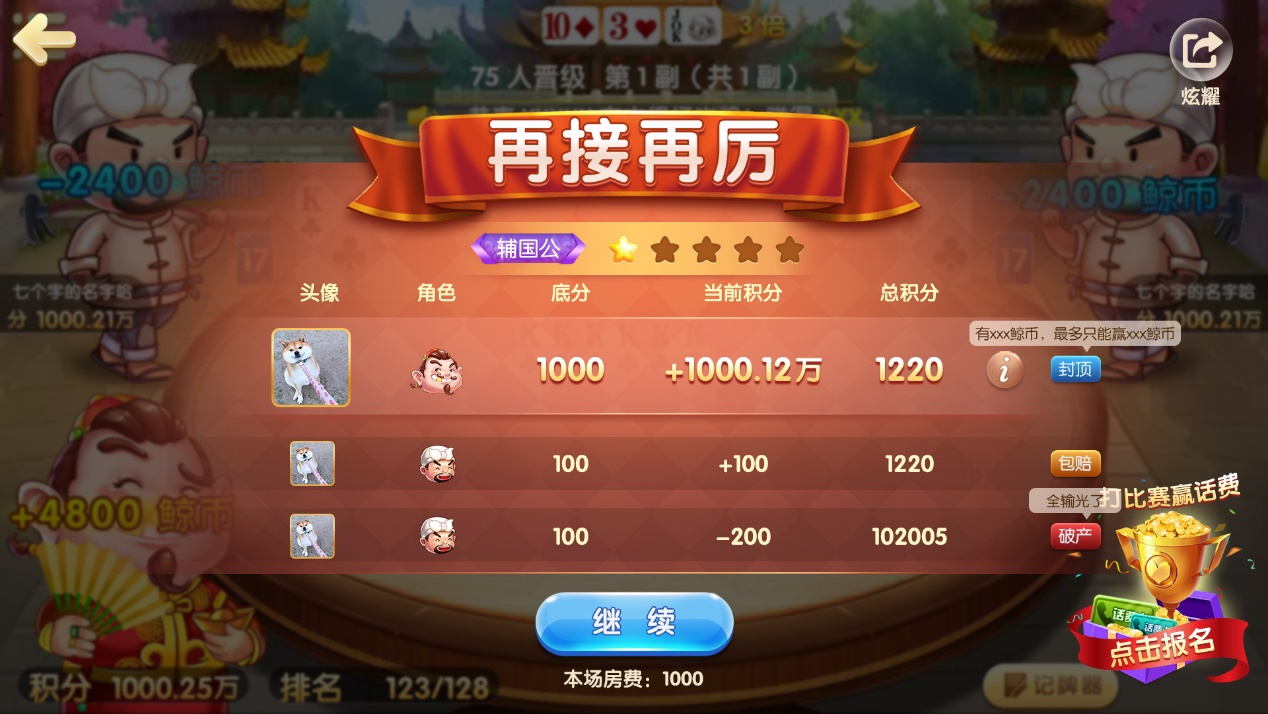 10 3 JOK 3 倍
75 人晋级 第 1 副（共 1 副）
炫耀
再接再厉
-2400 鲸币
-2400 鲸币
辅国公
17
17
七个字的名字哈
分 1000.21万
七个字的名字哈
分 1000.21万
头像 角色 底分 当前积分 总积分
有xxx鲸币，最多只能赢xxx鲸币
1000 +1000.12万 1220 i 封顶
100 +100 1220 包赔
全输光了
100 -200 102005 破产
+4800 鲸币
打比赛赢话费
话费
话费
点击报名
继 续
本场房费：1000
积分 1000.25万 排名 123/128
记牌器